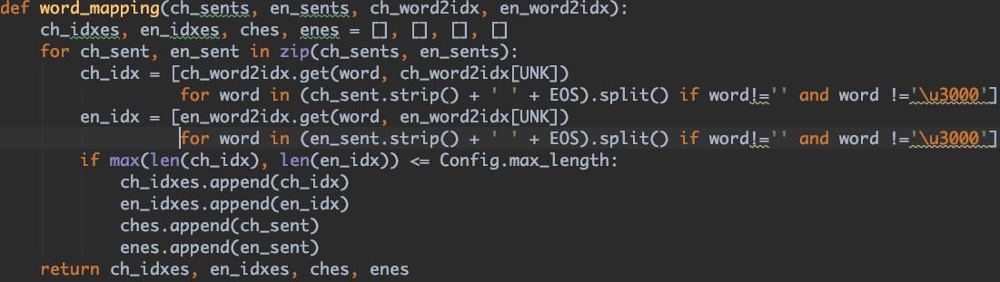 def word_mapping(ch_sents, en_sents, ch_word2idx, en_word2idx):
    ch_idxes, en_idxes, ches, enes = [], [], [], []
    for ch_sent, en_sent in zip(ch_sents, en_sents):
        ch_idx = [ch_word2idx.get(word, ch_word2idx[UNK])
                  for word in (ch_sent.strip() + ' ' + EOS).split() if word!='' and word !='\u3000']
        en_idx = [en_word2idx.get(word, en_word2idx[UNK])
                  for word in (en_sent.strip() + ' ' + EOS).split() if word!='' and word !='\u3000']
        if max(len(ch_idx), len(en_idx)) <= Config.max_length:
            ch_idxes.append(ch_idx)
            en_idxes.append(en_idx)
            ches.append(ch_sent)
            enes.append(en_sent)
    return ch_idxes, en_idxes, ches, enes